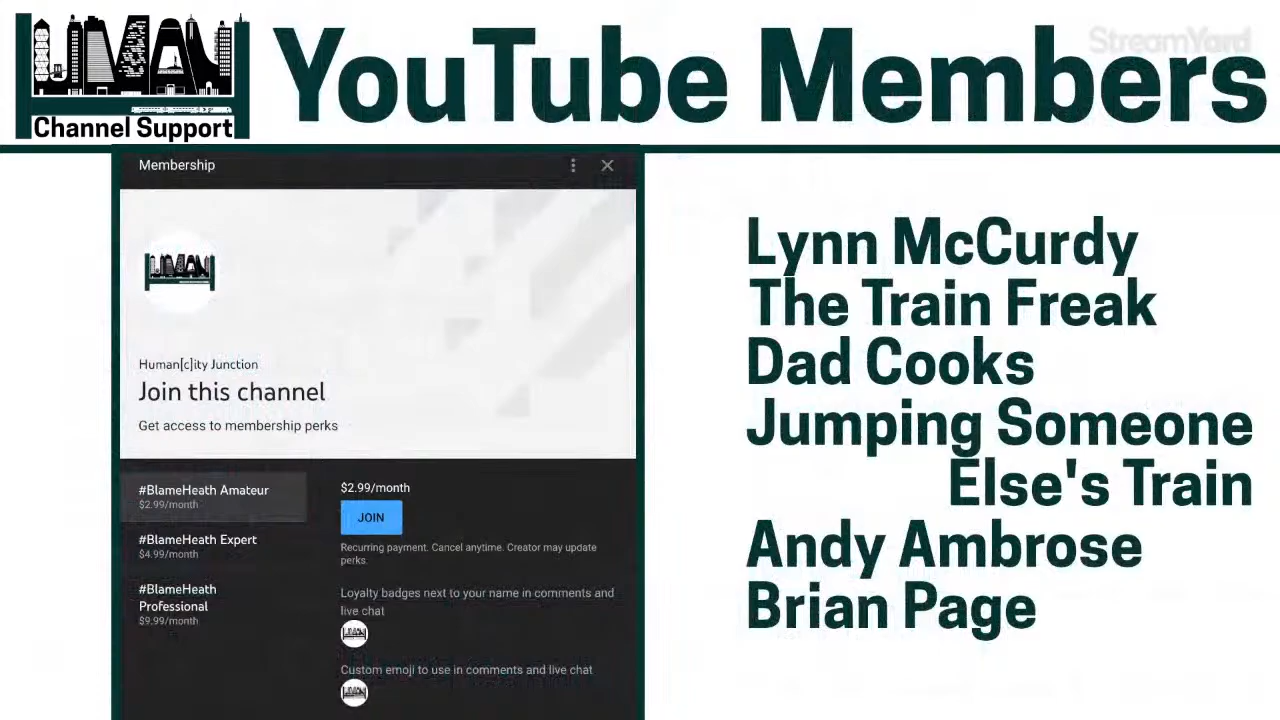 HUMAN
Channel Support
YouTube Members
StreamYard
Membership
Human[c]ity Junction
Join this channel
Get access to membership perks
#BlameHeath Amateur
$2.99/month
#BlameHeath Expert
$4.99/month
#BlameHeath
Professional
$9.99/month
$2.99/month
JOIN
Recurring payment. Cancel anytime. Creator may update
perks.
Loyalty badges next to your name in comments and
live chat
Custom emoji to use in comments and live chat
Lynn McCurdy
The Train Freak
Dad Cooks
Jumping Someone
Else's Train
Andy Ambrose
Brian Page